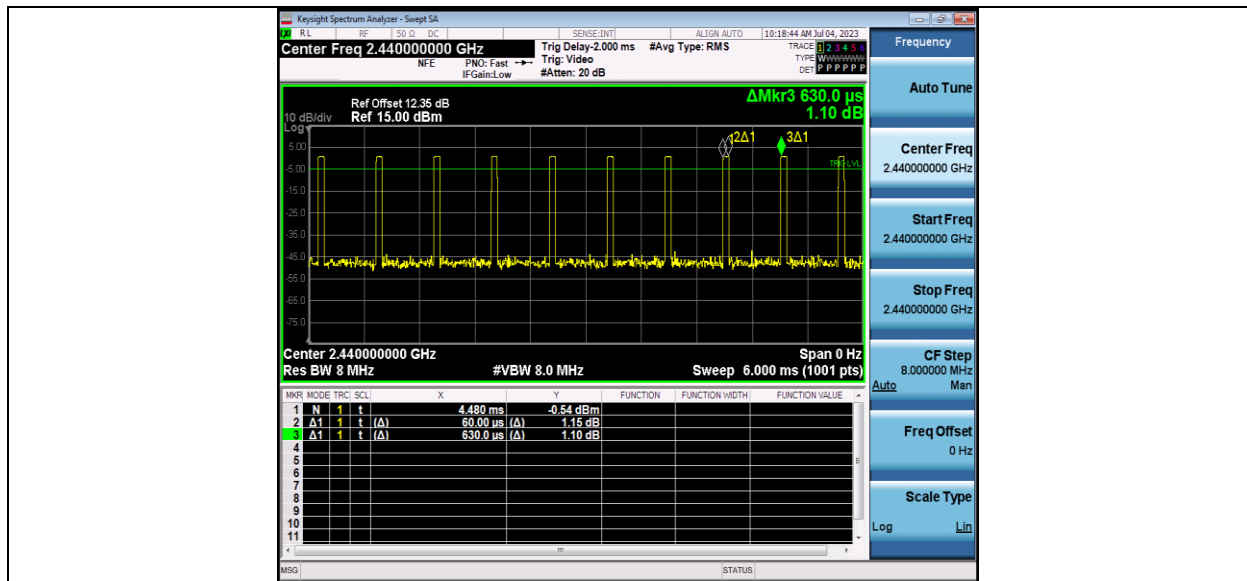 Keysight Spectrum Analyzer - Swept SA
RL RF 50 Ω DC SENSE:INT ALIGN AUTO 10:18:44 AM Jul 04, 2023
Center Freq 2.440000000 GHz
NFE PNO: Fast IFGain:Low
Trig Delay-2.000 ms #Avg Type: RMS
Trig: Video
#Atten: 20 dB
TRACE 1 2 3 4 5 6
TYPE
DET P P P P P P
Frequency
ΔMkr3 630.0 µs
1.10 dB
Ref Offset 12.35 dB
10 dB/div Ref 15.00 dBm
Log
5.00
-5.00
-15.0
-25.0
-35.0
-45.0
-55.0
-65.0
-75.0
2Δ1 3Δ1
TRIG LVL
Center 2.440000000 GHz Span 0 Hz
Res BW 8 MHz #VBW 8.0 MHz Sweep 6.000 ms (1001 pts)
MKR MODE TRC SCL X Y FUNCTION FUNCTION WIDTH FUNCTION VALUE
1 N 1 t 4.480 ms -0.54 dBm
2 Δ1 1 t (Δ) 60.00 µs (Δ) 1.15 dB
3 Δ1 1 t (Δ) 630.0 µs (Δ) 1.10 dB
4
5
6
7
8
9
10
11
MSG STATUS
Auto Tune
Center Freq
2.440000000 GHz
Start Freq
2.440000000 GHz
Stop Freq
2.440000000 GHz
CF Step
8.000000 MHz
Auto Man
Freq Offset
0 Hz
Scale Type
Log Lin